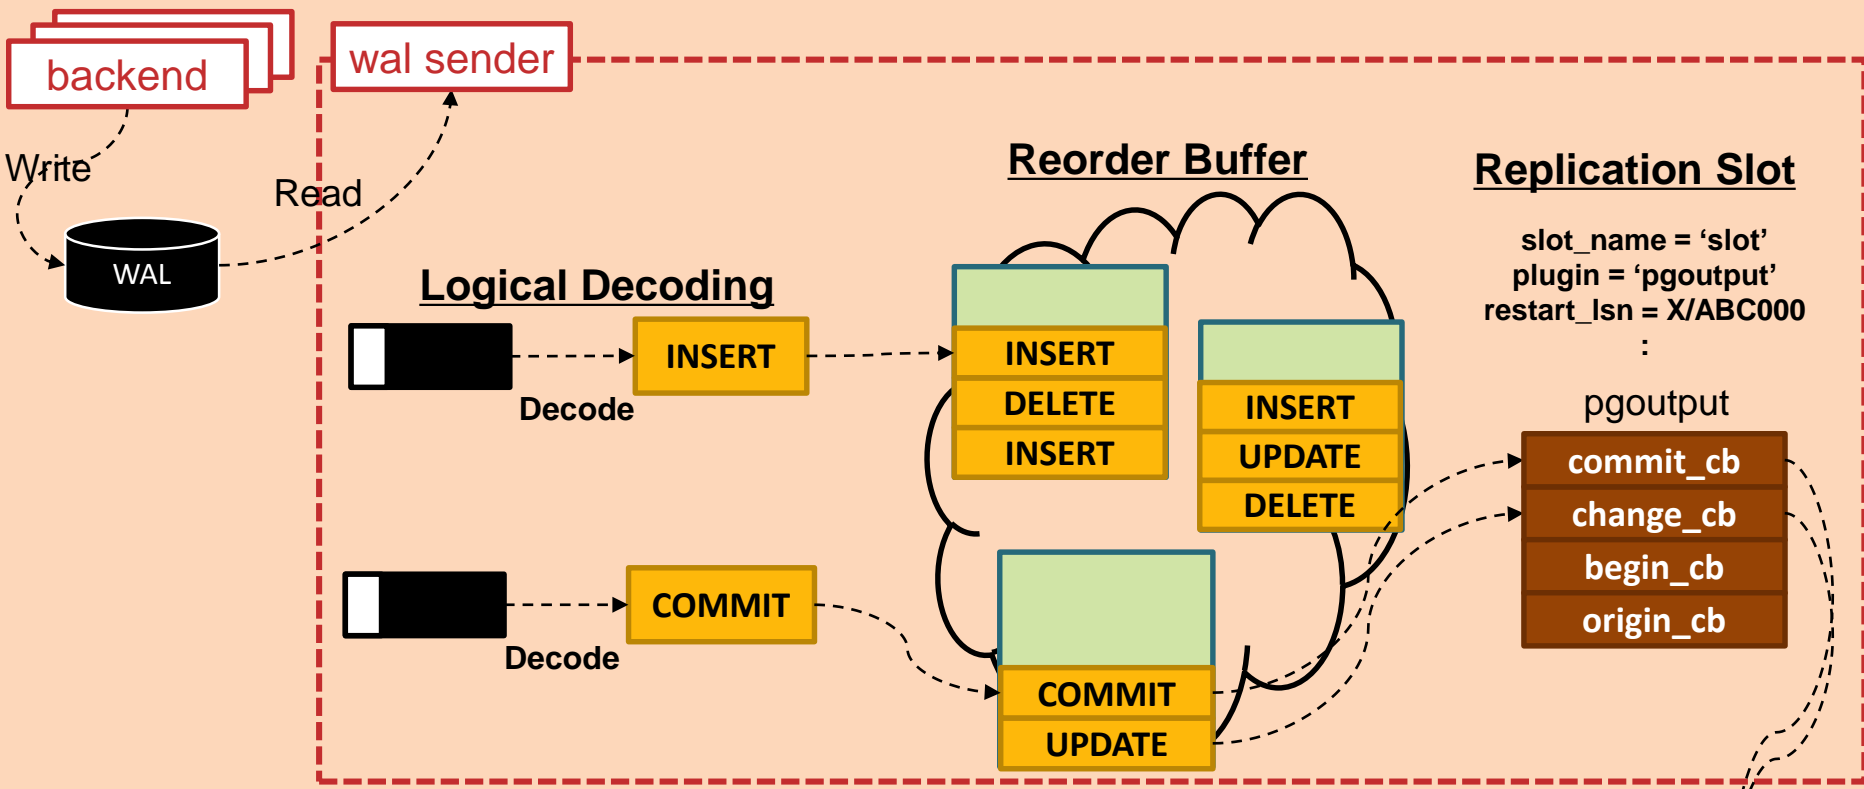 backend
wal sender
Write
Read
WAL
Logical Decoding
INSERT
Decode
COMMIT
Decode
Reorder Buffer
INSERT
DELETE
INSERT
INSERT
UPDATE
DELETE
COMMIT
UPDATE
Replication Slot
slot_name = ‘slot’
plugin = ‘pgoutput’
restart_lsn = X/ABC000
:
pgoutput
commit_cb
change_cb
begin_cb
origin_cb